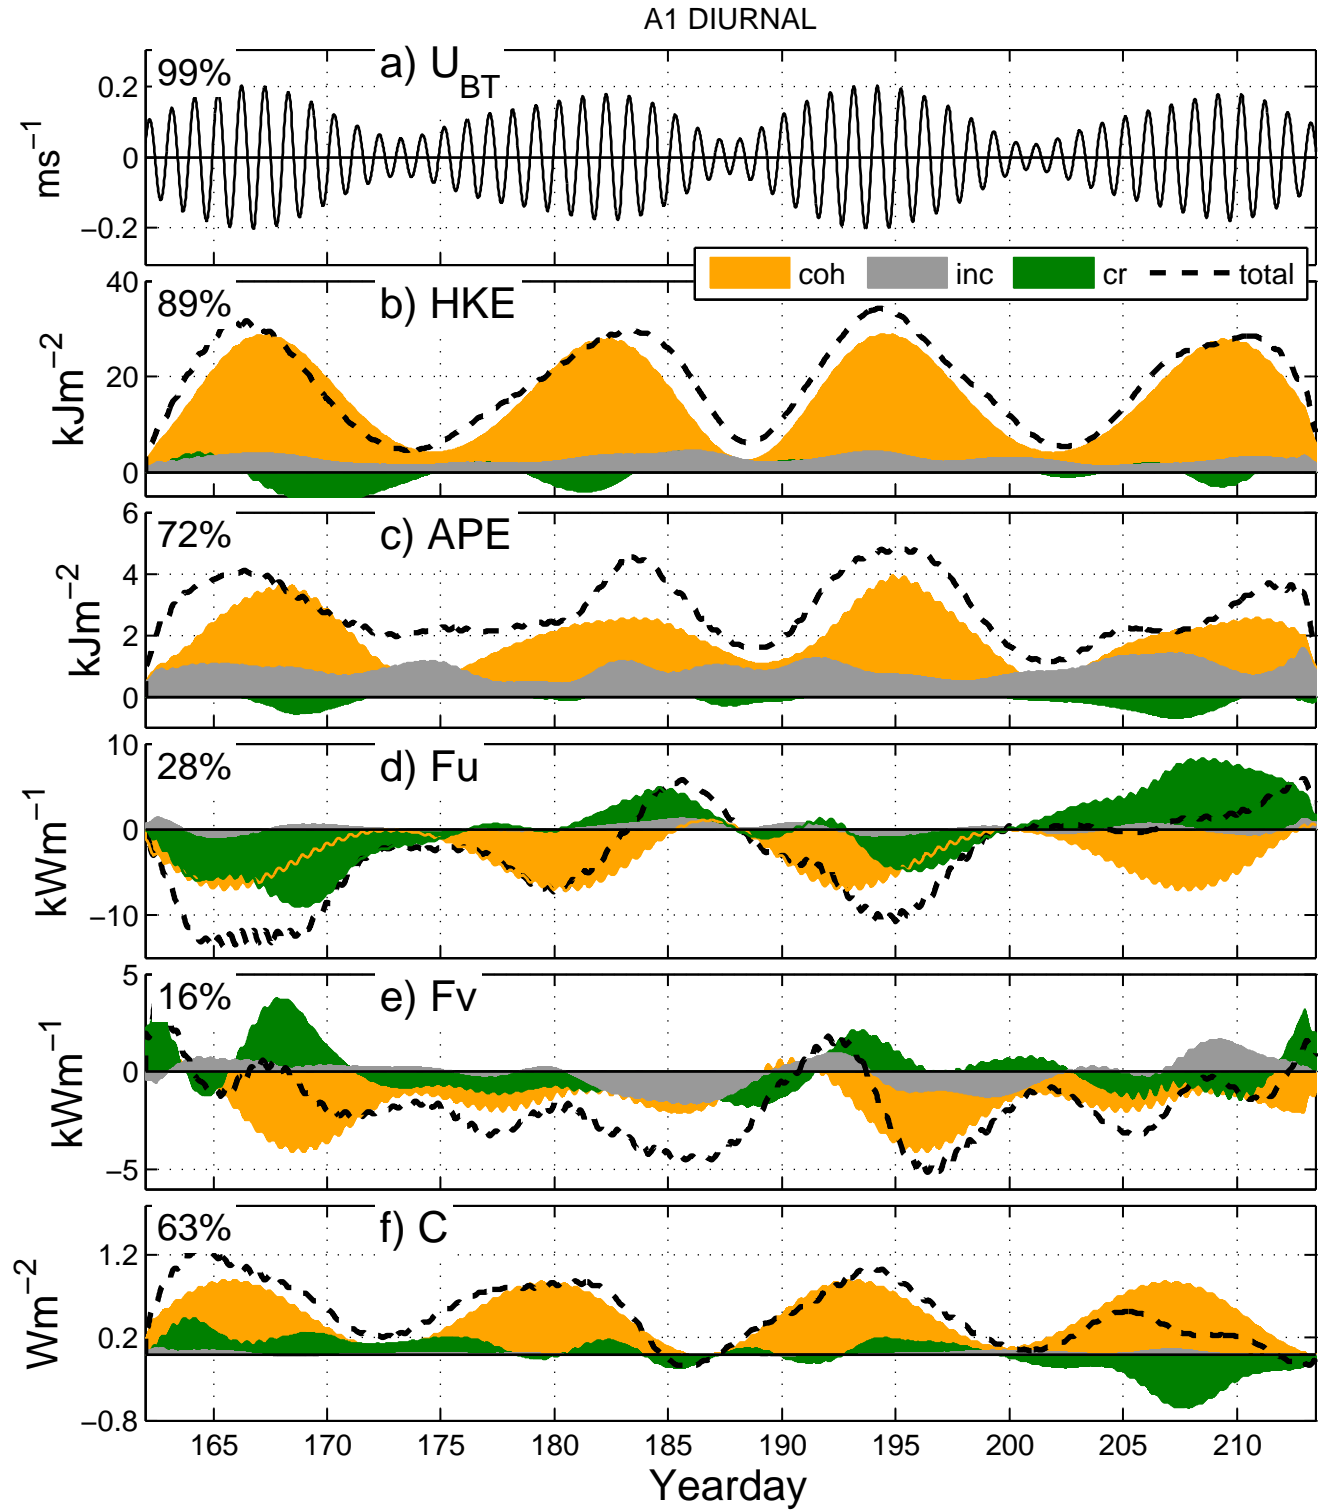 A1 DIURNAL
99%
a) U_BT
0.2
0
−0.2
ms⁻¹
coh inc cr total
89%
b) HKE
40
20
0
kJm⁻²
72%
c) APE
6
4
2
0
kJm⁻²
28%
d) Fu
10
0
−10
kWm⁻¹
16%
e) Fv
5
0
−5
kWm⁻¹
63%
f) C
1.2
0.2
−0.8
Wm⁻²
165 170 175 180 185 190 195 200 205 210
Yearday